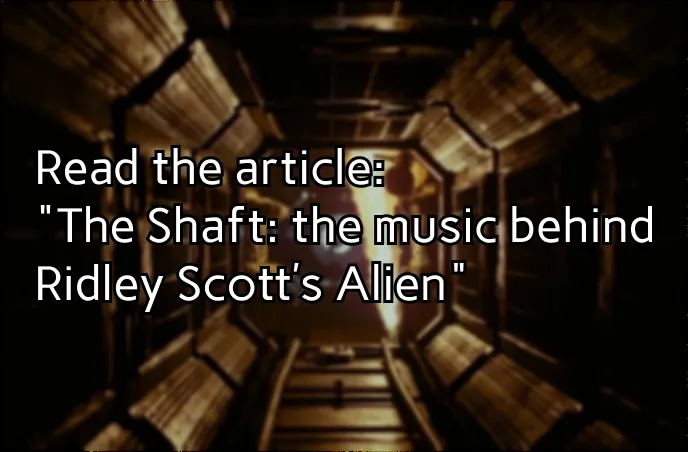 Read the article:
"The Shaft: the music behind
Ridley Scott's Alien"